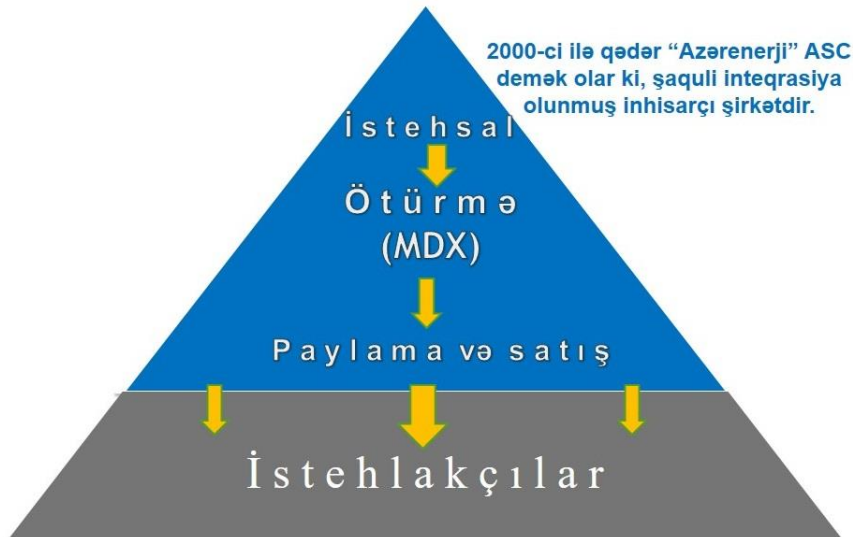 2000-ci ilə qədər “Azərenerji” ASC
demək olar ki, şaquli inteqrasiya
olunmuş inhisarçı şirkətdir.
İstehsal
Ötürmə
(MDX)
Paylama və satış
İstehlakçılar